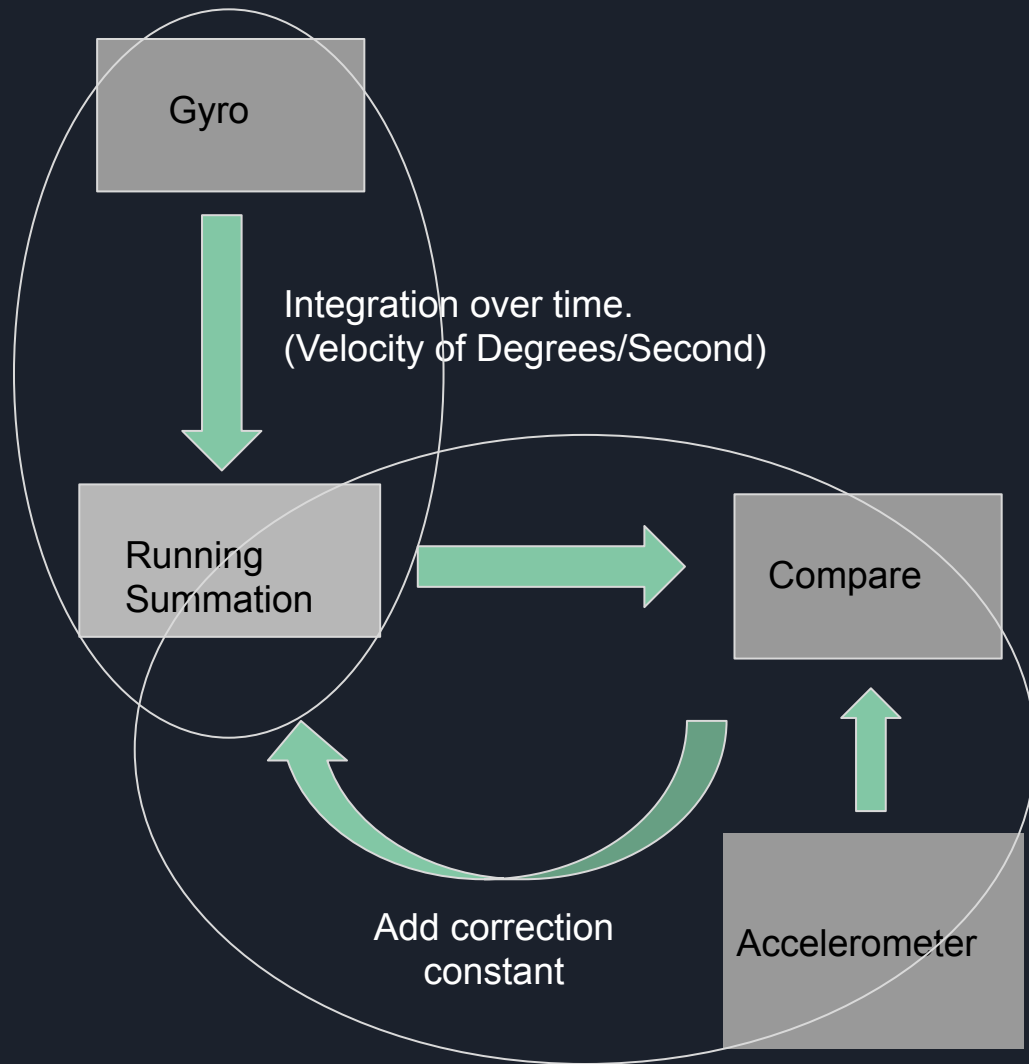 Gyro
Integration over time.
(Velocity of Degrees/Second)
Running
Summation
Compare
Add correction
constant
Accelerometer